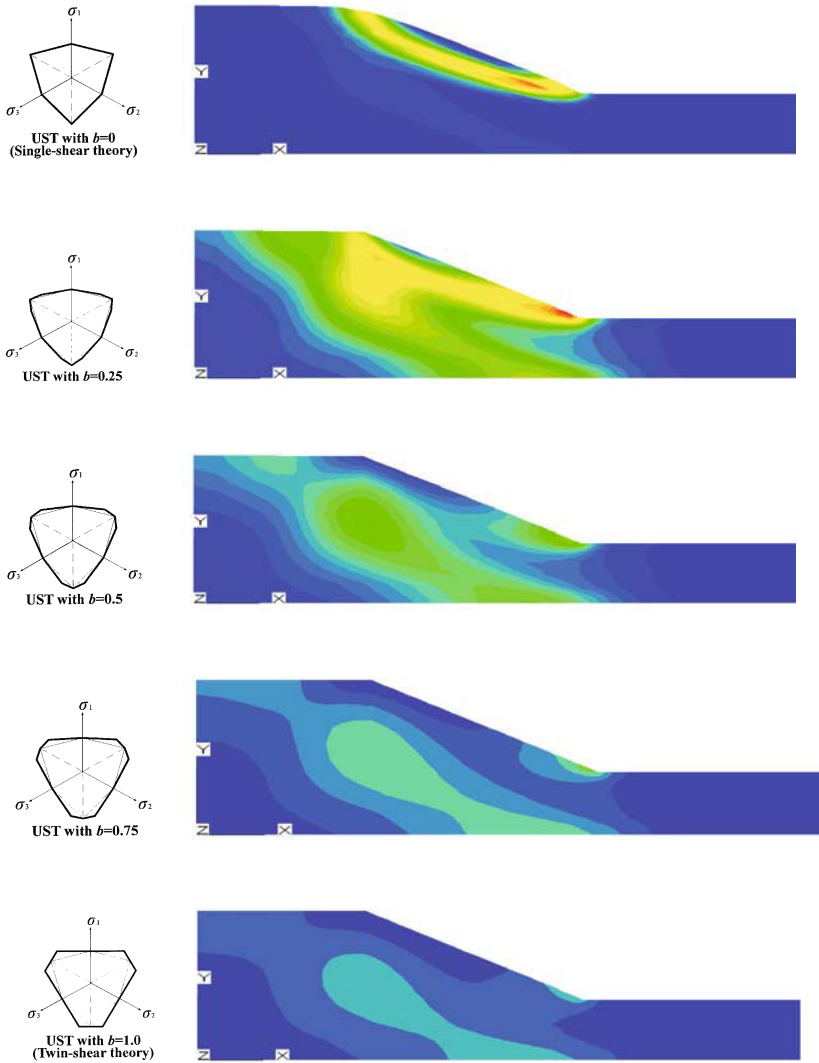 σ1
σ3
σ2
UST with b=0
(Single-shear theory)
Y
Z
X
σ1
σ3
σ2
UST with b=0.25
Y
Z
X
σ1
σ3
σ2
UST with b=0.5
Y
Z
X
σ1
σ3
σ2
UST with b=0.75
Y
Z
X
σ1
σ3
σ2
UST with b=1.0
(Twin-shear theory)
Y
Z
X